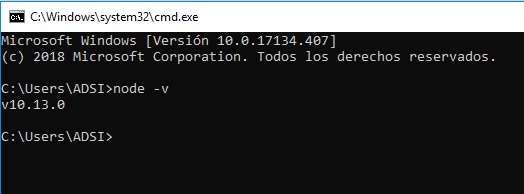 C:\Windows\system32\cmd.exe
Microsoft Windows [Versión 10.0.17134.407]
(c) 2018 Microsoft Corporation. Todos los derechos reservados.
C:\Users\ADSI>node -v
v10.13.0
C:\Users\ADSI>